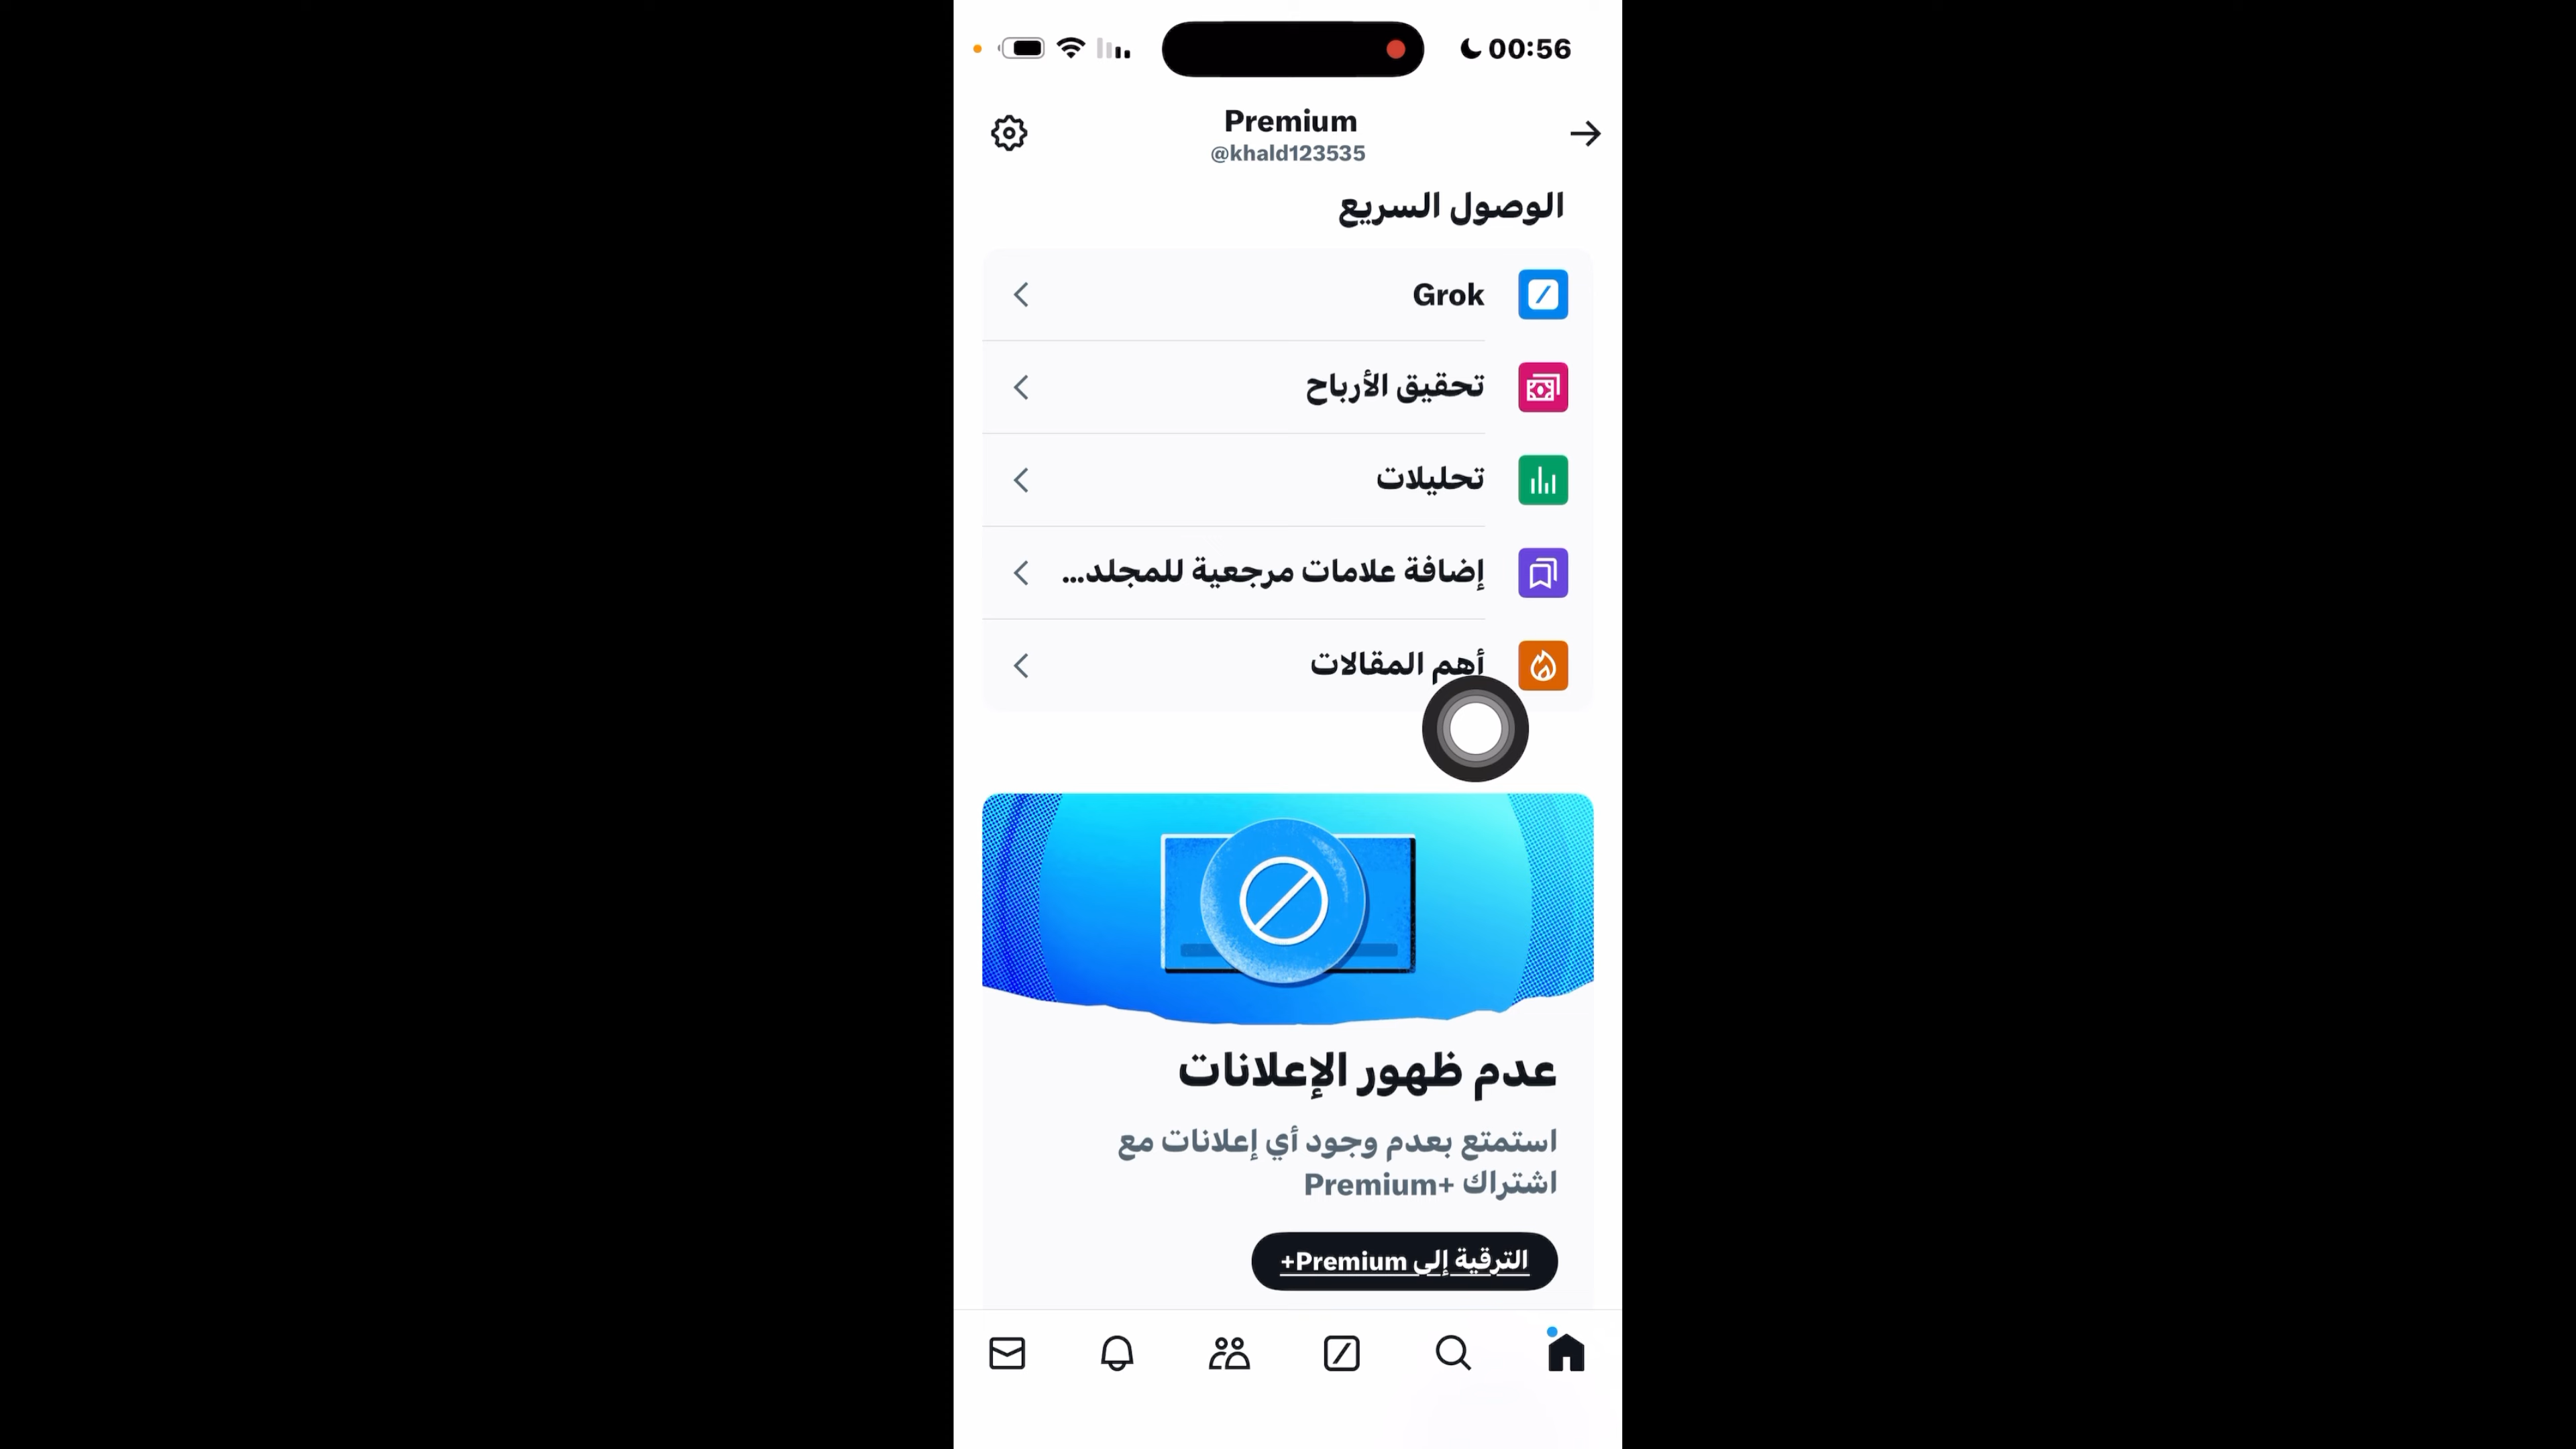 00:56
Premium
@khald123535
الوصول السريع
Grok
تحقيق الأرباح
تحليلات
إضافة علامات مرجعية للمجلد...
أهم المقالات
عدم ظهور الإعلانات
استمتع بعدم وجود أي إعلانات مع
اشتراك Premium+
الترقية إلى Premium+